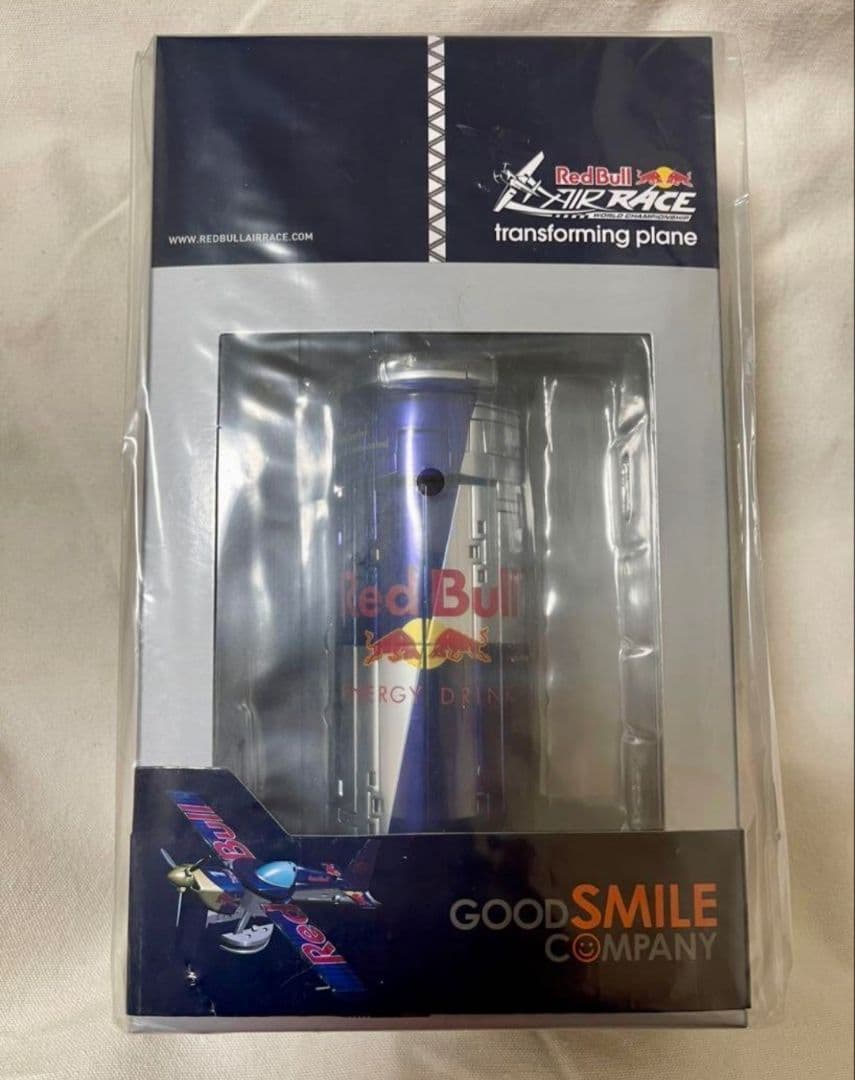 Red Bull
AIR RACE
WORLD CHAMPIONSHIP
transforming plane
WWW.REDBULLAIRRACE.COM
Red Bull
ENERGY DRINK
Red Bull
GOOD SMILE
COMPANY